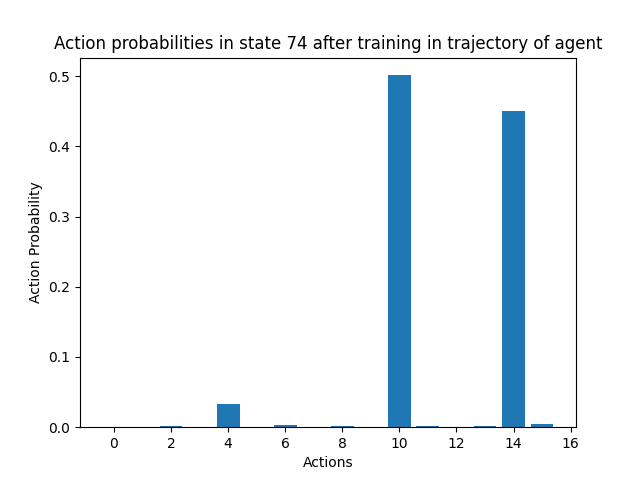 Action probabilities in state 74 after training in trajectory of agent
0.5
0.4
0.3
0.2
0.1
0.0
Action Probability
0 2 4 6 8 10 12 14 16
Actions